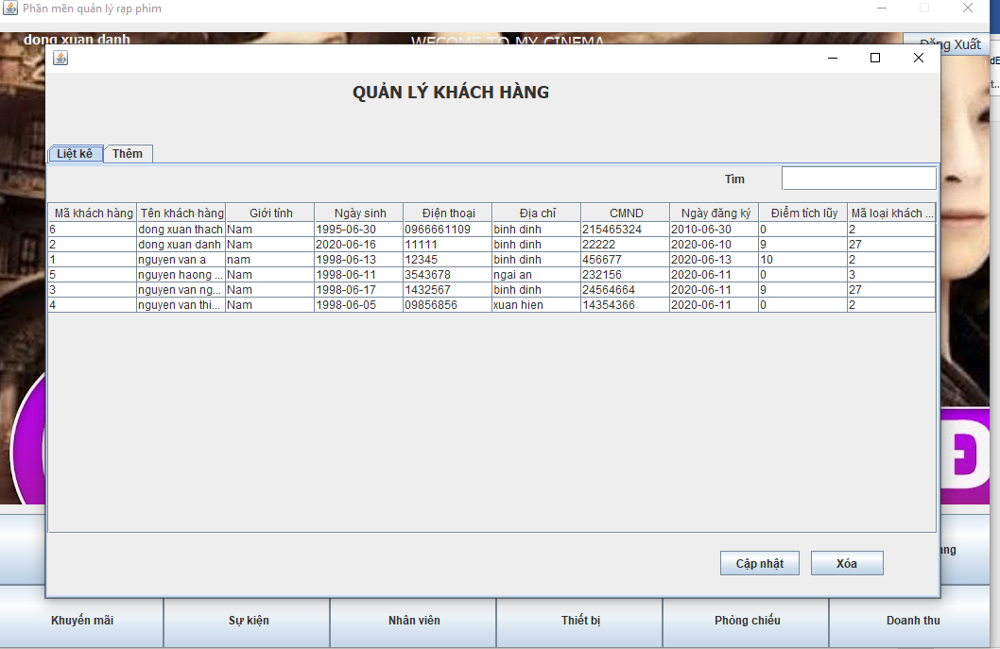 Phần mền quản lý rạp phim
dong xuan danh WECOME TO MY CINEMA Đăng Xuất
QUẢN LÝ KHÁCH HÀNG
Liệt kê Thêm
Tìm
Mã khách hàng Tên khách hàng Giới tính Ngày sinh Điện thoại Địa chỉ CMND Ngày đăng ký Điểm tích lũy Mã loại khách ...
6 dong xuan thach Nam 1995-06-30 0966661109 binh dinh 215465324 2010-06-30 0 2
2 dong xuan danh Nam 2020-06-16 11111 binh dinh 22222 2020-06-10 9 27
1 nguyen van a nam 1998-06-13 12345 binh dinh 456677 2020-06-13 10 2
5 nguyen haong ... Nam 1998-06-11 3543678 ngai an 232156 2020-06-11 0 3
3 nguyen van ng... Nam 1998-06-17 1432567 binh dinh 24564664 2020-06-11 9 27
4 nguyen van thi... Nam 1998-06-05 09856856 xuan hien 14354366 2020-06-11 0 2
Đ
Cập nhật Xóa
ang
Khuyến mãi Sự kiện Nhân viên Thiết bị Phòng chiếu Doanh thu